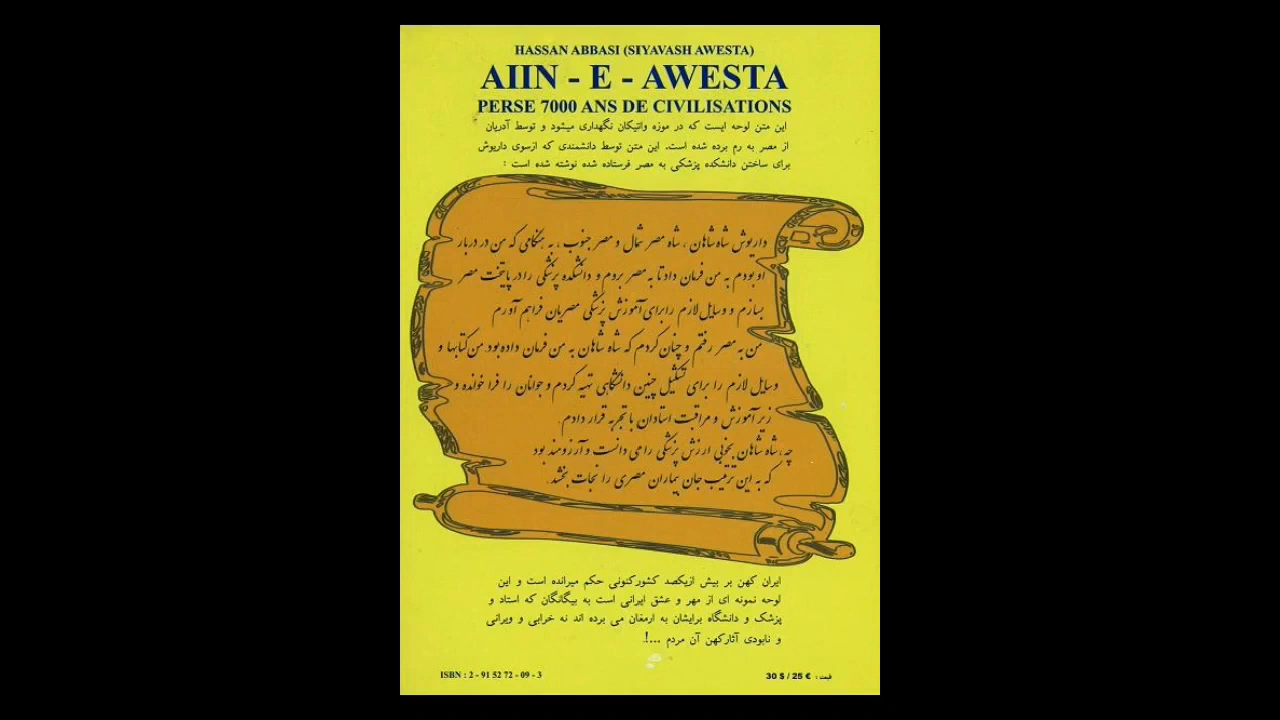 HASSAN ABBASI (SIYAVASH AWESTA)
AIIN - E - AWESTA
PERSE 7000 ANS DE CIVILISATIONS
این متن لوحه ایست که در موزه واتیکان نگهداری میشود و توسط آدریان
از مصر به رم برده شده است. این متن توسط دانشمندی که ازسوی داریوش
برای ساختن دانشکده پزشکی به مصر فرستاده شده نوشته شده است :
داریوش شاه شاهان ، شاه مصر شمال و مصر جنوب ، به هنگامی که من در دربار
او بودم به من فرمان داد تا به مصر بردم و دانشکده پزشکی را در پایتخت مصر
بسازم و وسایل لازم را برای آموزش پزشکی مصریان فراهم آورم
من به مصر رفتم و چنان کردم که شاه شاهان به من فرمان داده بود. من کتابها و
وسایل لازم را برای تشکیل چنین دانشگاهی تهیه کردم و جوانان را فرا خوانده و
زیر آموزش و مراقبت استادان با تجربه قرار دادم.
چه، شاه شاهان بخوبی ارزش پزشکی را می دانست و آرزومند بود
که به این ترتیب جان بیماران مصری را نجات بخشد.
ایران کهن بر بیش ازیکصد کشورکنونی حکم میرانده است و این
لوحه نمونه ای از مهر و عشق ایرانی است به بیگانگان که استاد و
پزشک و دانشگاه برایشان به ارمغان می برده اند نه خرابی و ویرانی
و نابودی آثارکهن آن مردم ...!
ISBN : 2 - 91 52 72 - 09 - 3
قیمت : 30 $ / 25 €